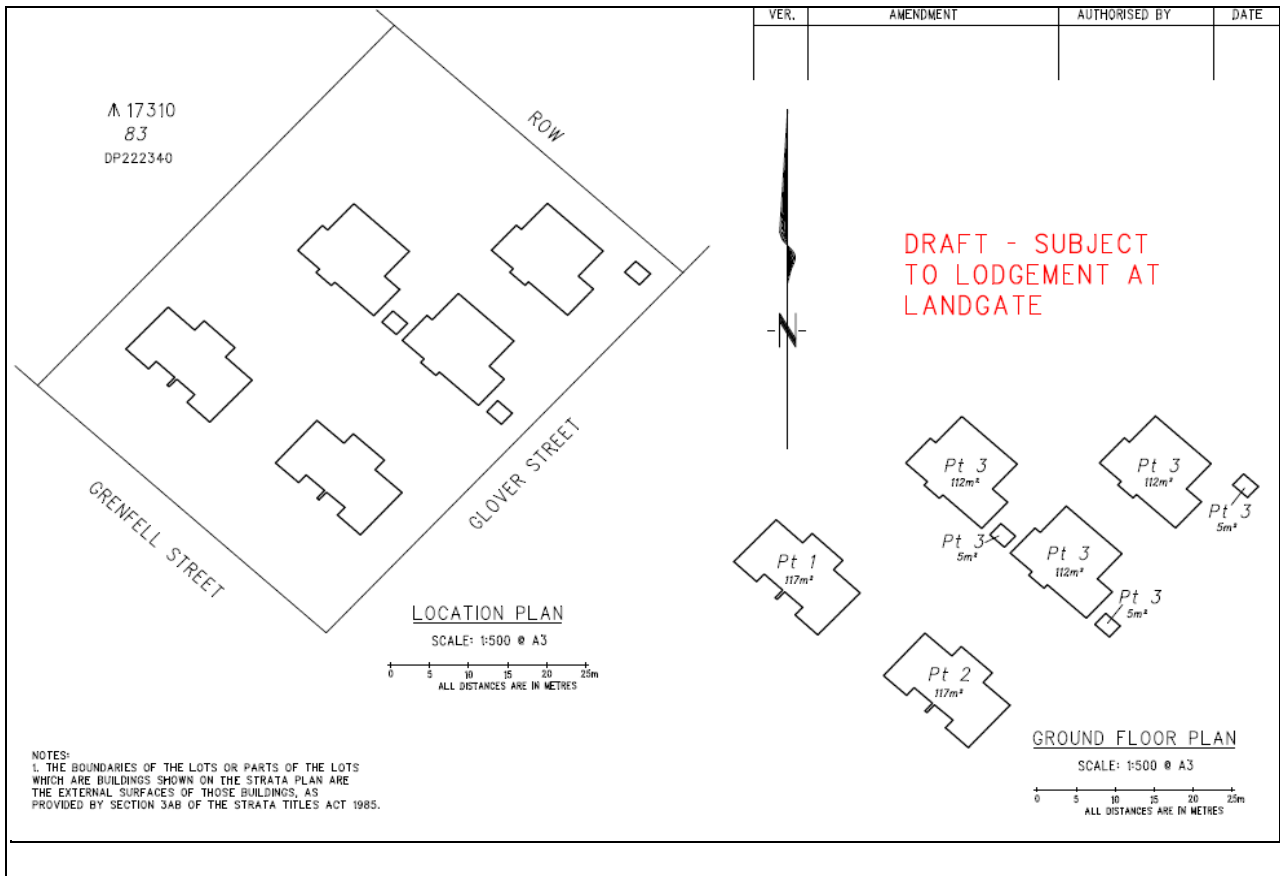 VER. AMENDMENT AUTHORISED BY DATE
17310
83
DP222340
ROW
GRENFELL STREET
GLOVER STREET
LOCATION PLAN
SCALE: 1:500 @ A3
0 5 10 15 20 25m
ALL DISTANCES ARE IN METRES
NOTES:
1. THE BOUNDARIES OF THE LOTS OR PARTS OF THE LOTS
WHICH ARE BUILDINGS SHOWN ON THE STRATA PLAN ARE
THE EXTERNAL SURFACES OF THOSE BUILDINGS, AS
PROVIDED BY SECTION 3AB OF THE STRATA TITLES ACT 1985.
N
DRAFT - SUBJECT
TO LODGEMENT AT
LANDGATE
Pt 3
112m²
Pt 3
112m²
Pt 3
5m²
Pt 3
5m²
Pt 3
112m²
Pt 3
5m²
Pt 1
117m²
Pt 2
117m²
GROUND FLOOR PLAN
SCALE: 1:500 @ A3
0 5 10 15 20 25m
ALL DISTANCES ARE IN METRES